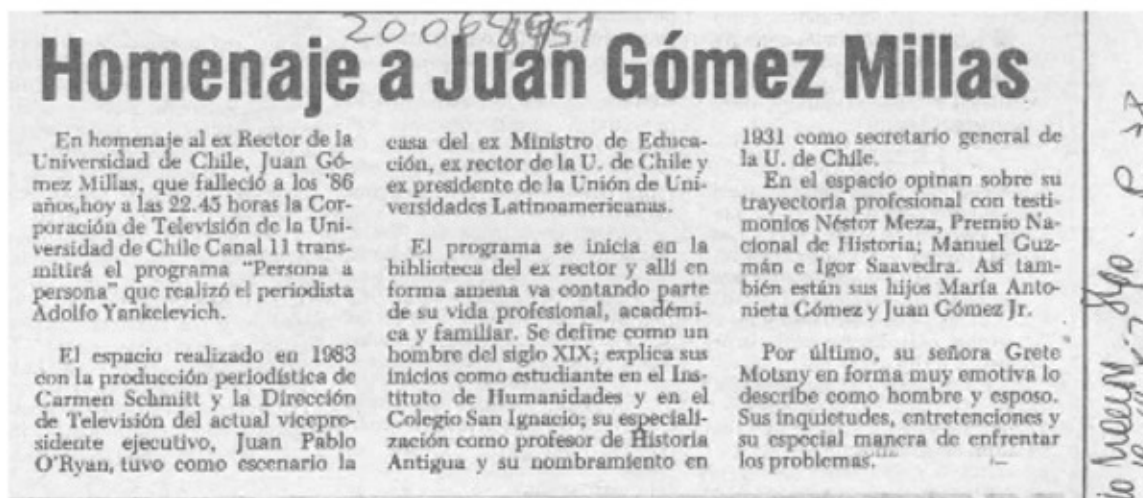 Homenaje a Juan Gómez Millas
En homenaje al ex Rector de la
Universidad de Chile, Juan Gó-
mez Millas, que falleció a los '86
años,hoy a las 22.45 horas la Cor-
poración de Televisión de la Uni-
versidad de Chile Canal 11 trans-
mitirá el programa "Persona a
persona" que realizó el periodista
Adolfo Yankelevich.
El espacio realizado en 1983
con la producción periodística de
Carmen Schmitt y la Dirección
de Televisión del actual vicepre-
sidente ejecutivo, Juan Pablo
O'Ryan, tuvo como escenario la
casa del ex Ministro de Educa-
ción, ex rector de la U. de Chile y
ex presidente de la Unión de Uni-
versidades Latinoamericanas.
El programa se inicia en la
biblioteca del ex rector y allí en
forma amena va contando parte
de su vida profesional, académi-
ca y familiar. Se define como un
hombre del siglo XIX; explica sus
inicios como estudiante en el Ins-
tituto de Humanidades y en el
Colegio San Ignacio; su especiali-
zación como profesor de Historia
Antigua y su nombramiento en
1931 como secretario general de
la U. de Chile.
En el espacio opinan sobre su
trayectoria profesional con testi-
monios Néstor Meza, Premio Na-
cional de Historia; Manuel Guz-
mán e Igor Saavedra. Así tam-
bién están sus hijos María Anto-
nieta Gómez y Juan Gómez Jr.
Por último, su señora Grete
Motsny en forma muy emotiva lo
describe como hombre y esposo.
Sus inquietudes, entretenciones y
su especial manera de enfrentar
los problemas.